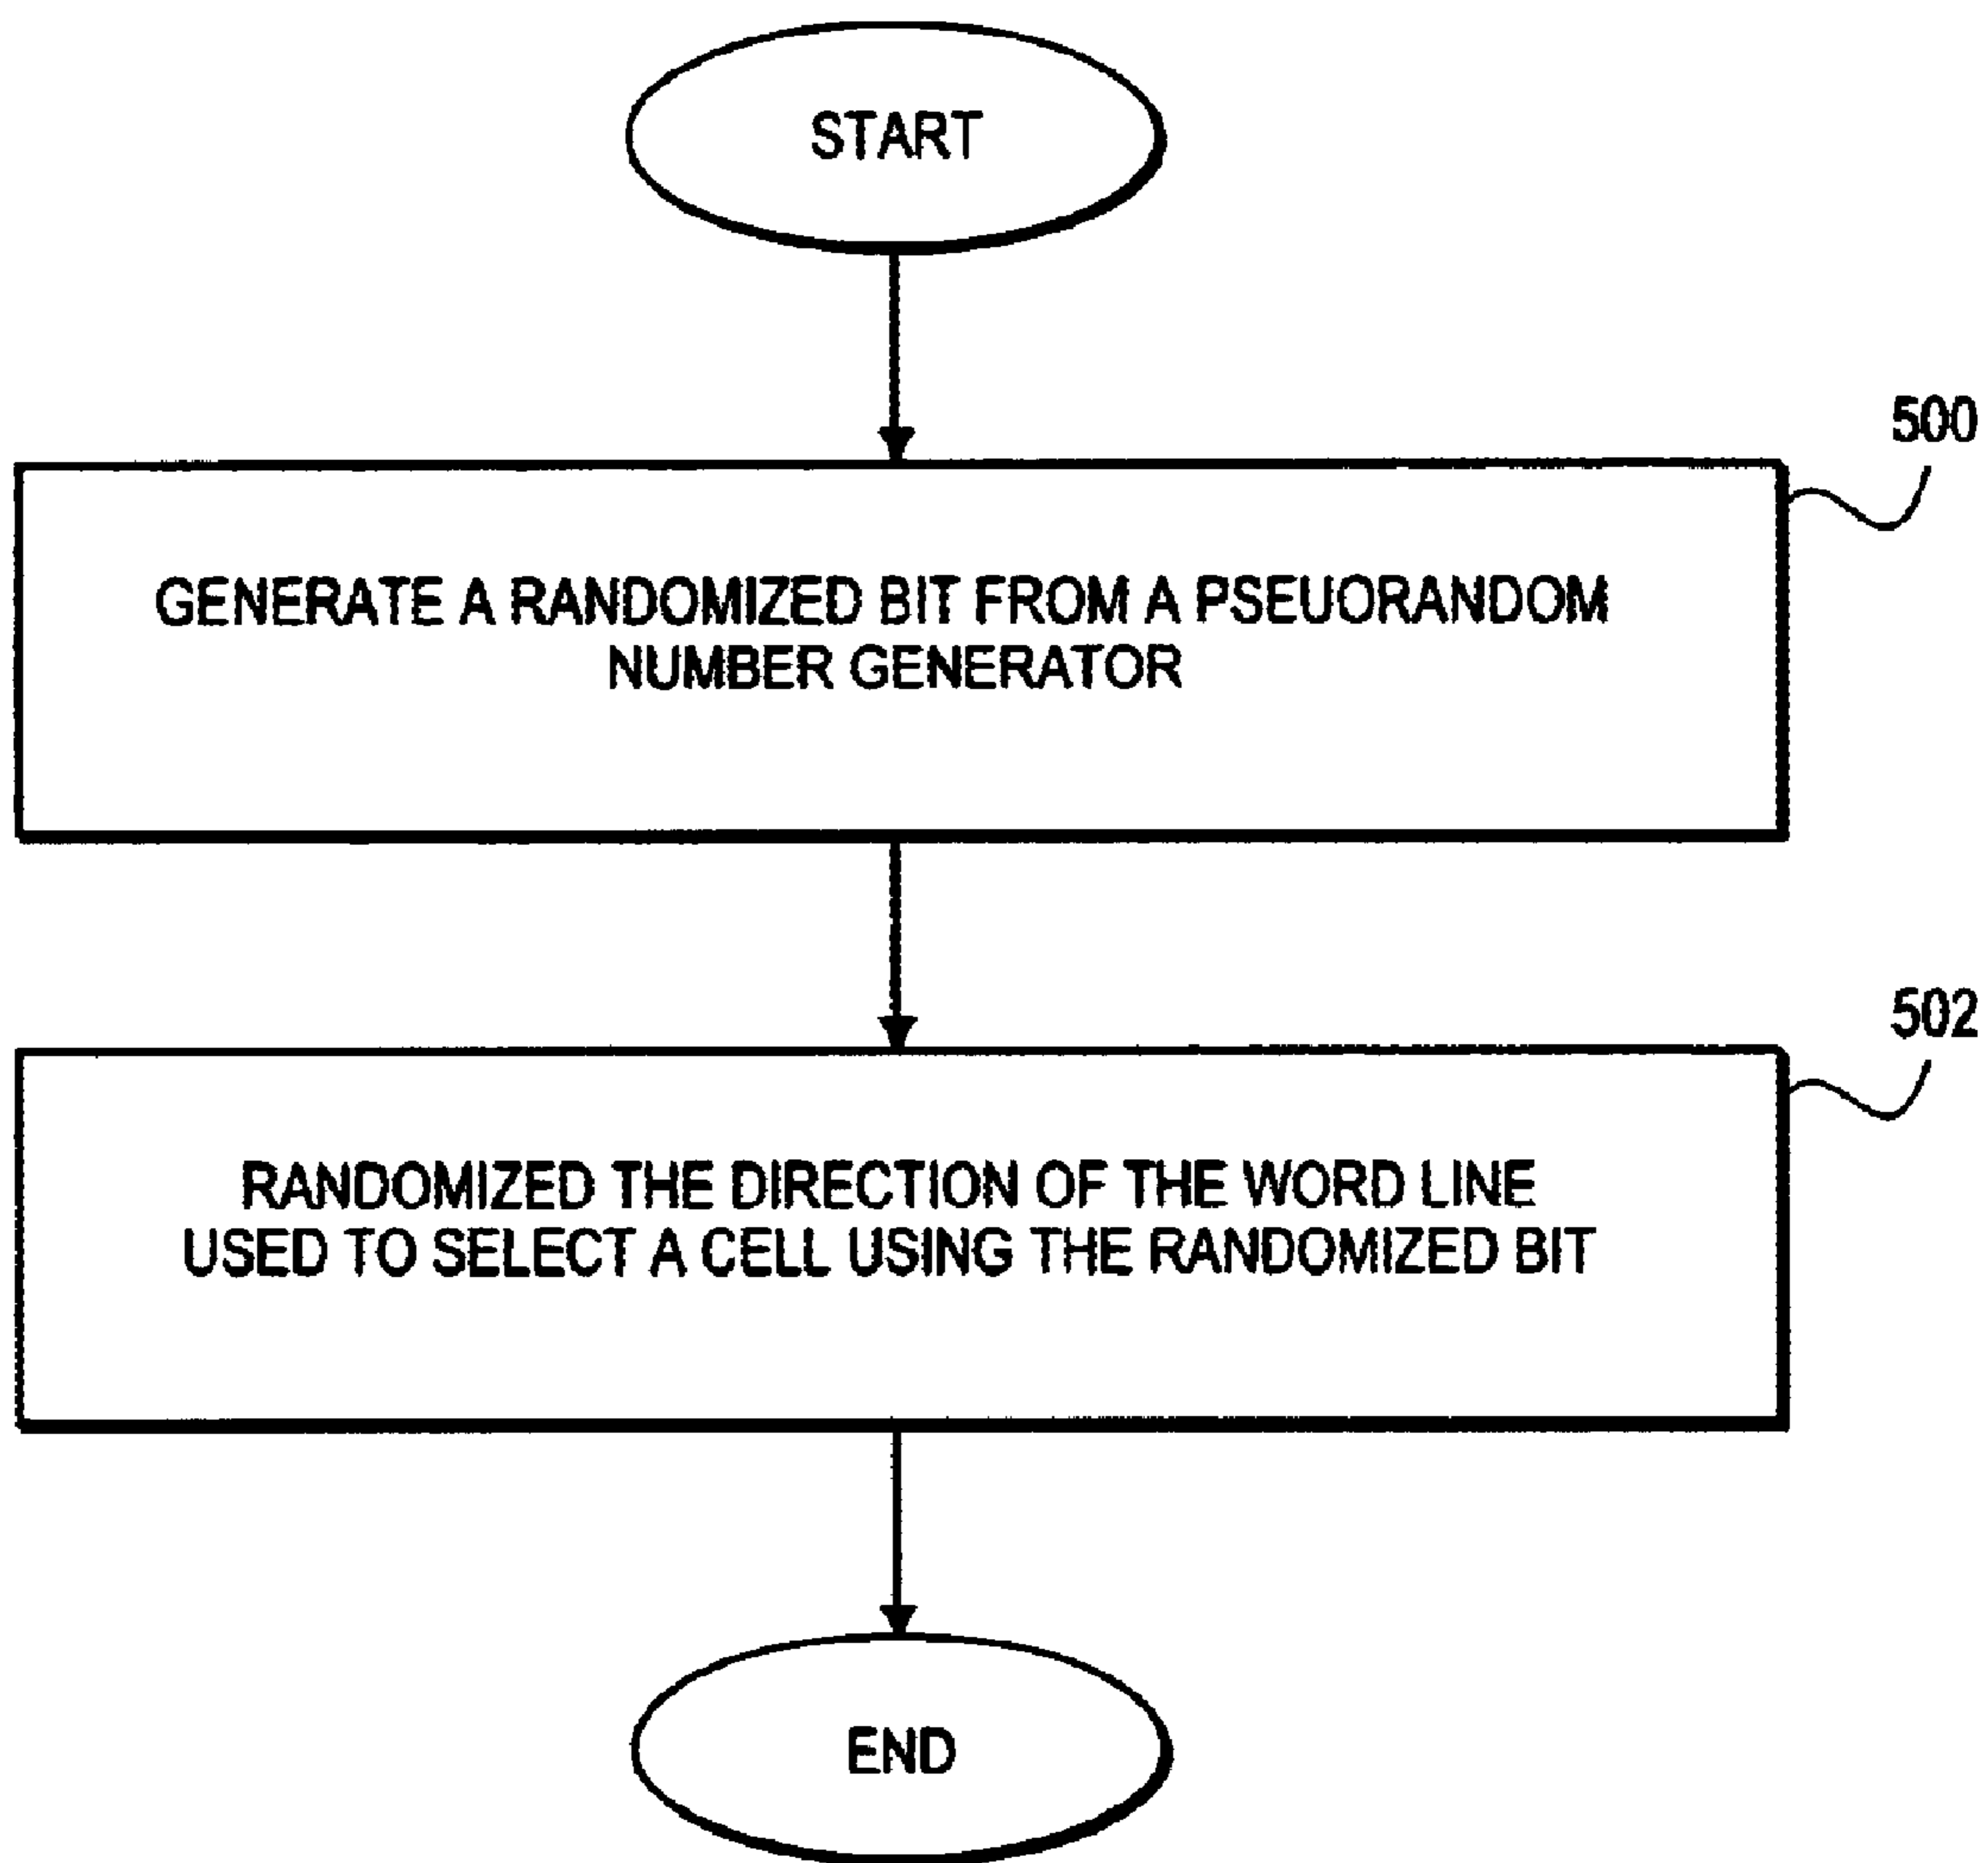 START
500
GENERATE A RANDOMIZED BIT FROM A PSEUORANDOM
NUMBER GENERATOR
502
RANDOMIZED THE DIRECTION OF THE WORD LINE
USED TO SELECT A CELL USING THE RANDOMIZED BIT
END